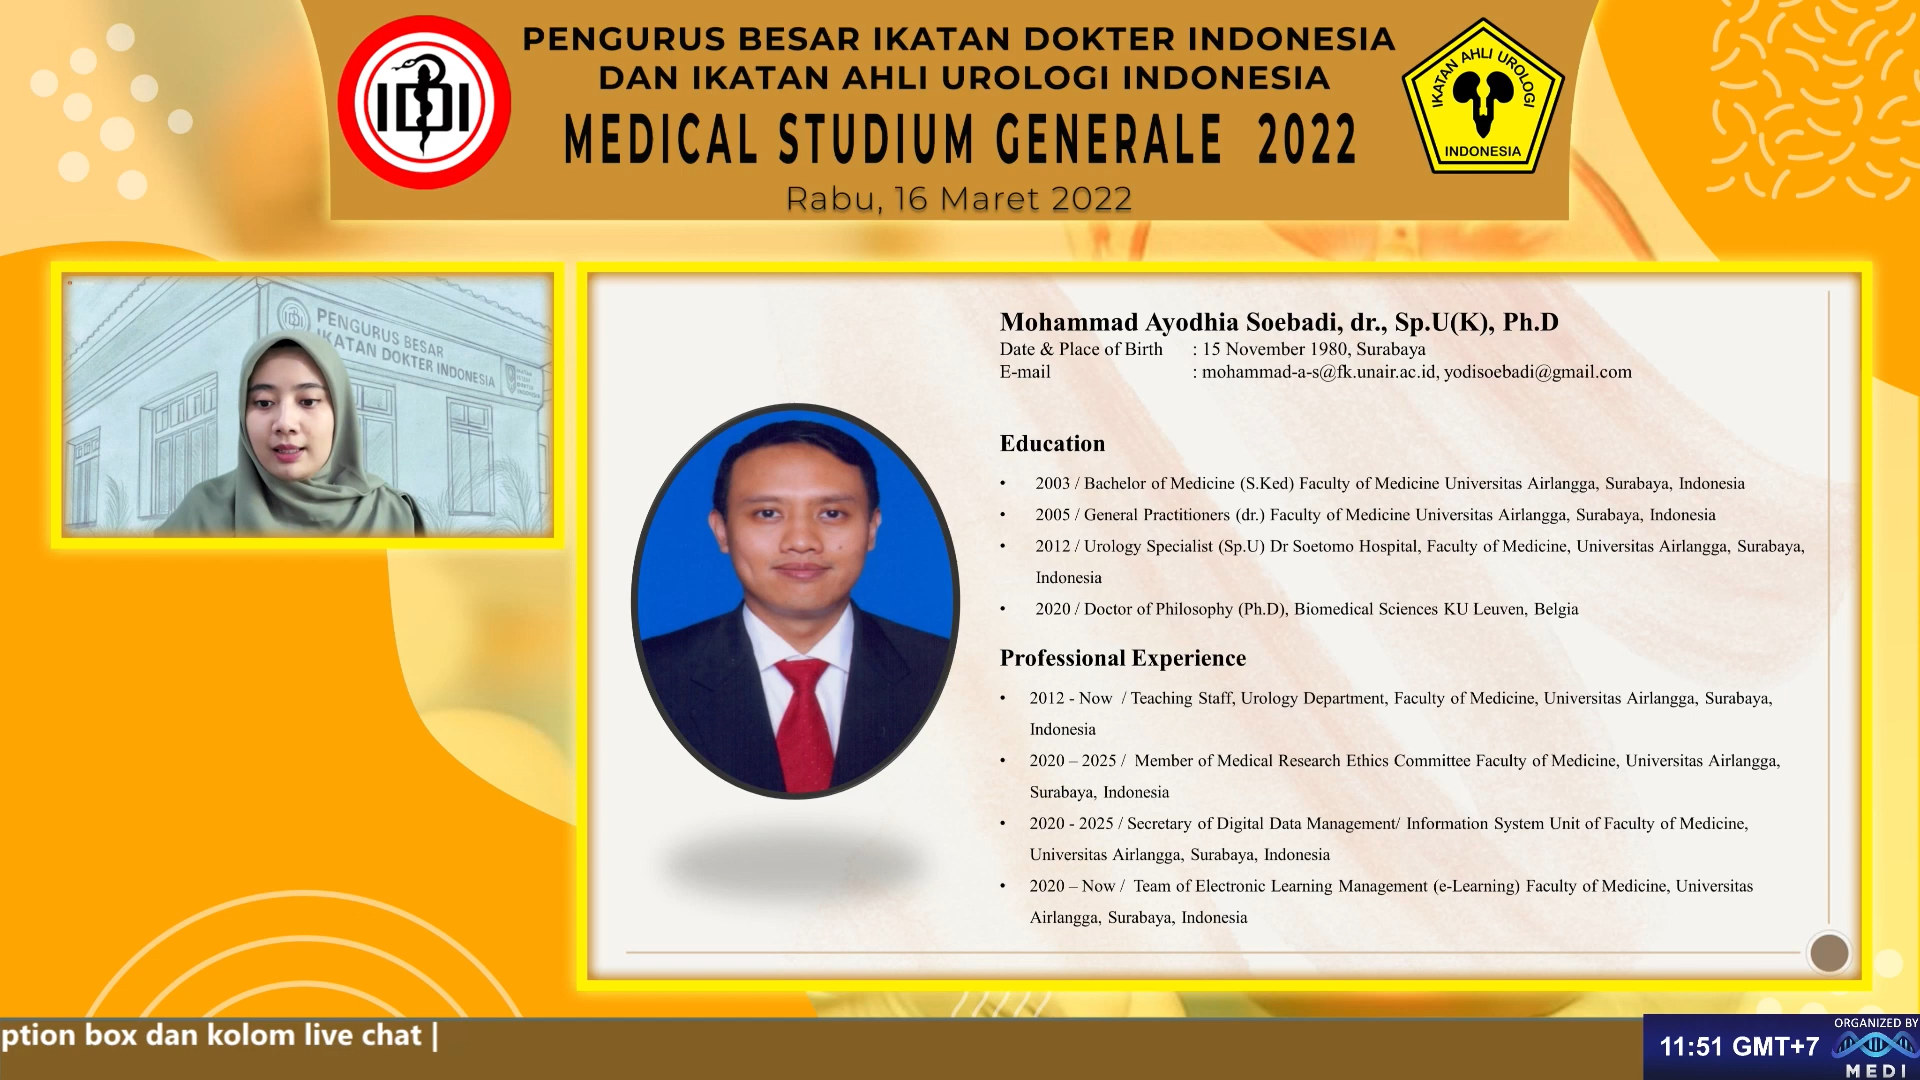 PENGURUS BESAR IKATAN DOKTER INDONESIA
DAN IKATAN AHLI UROLOGI INDONESIA
MEDICAL STUDIUM GENERALE 2022
Rabu, 16 Maret 2022
IDI
IKATAN AHLI UROLOGI
INDONESIA
PENGURUS BESAR
IKATAN DOKTER INDONESIA
Mohammad Ayodhia Soebadi, dr., Sp.U(K), Ph.D
Date & Place of Birth : 15 November 1980, Surabaya
E-mail : mohammad-a-s@fk.unair.ac.id, yodisoebadi@gmail.com
Education
• 2003 / Bachelor of Medicine (S.Ked) Faculty of Medicine Universitas Airlangga, Surabaya, Indonesia
• 2005 / General Practitioners (dr.) Faculty of Medicine Universitas Airlangga, Surabaya, Indonesia
• 2012 / Urology Specialist (Sp.U) Dr Soetomo Hospital, Faculty of Medicine, Universitas Airlangga, Surabaya,
Indonesia
• 2020 / Doctor of Philosophy (Ph.D), Biomedical Sciences KU Leuven, Belgia
Professional Experience
• 2012 - Now / Teaching Staff, Urology Department, Faculty of Medicine, Universitas Airlangga, Surabaya,
Indonesia
• 2020 – 2025 / Member of Medical Research Ethics Committee Faculty of Medicine, Universitas Airlangga,
Surabaya, Indonesia
• 2020 - 2025 / Secretary of Digital Data Management/ Information System Unit of Faculty of Medicine,
Universitas Airlangga, Surabaya, Indonesia
• 2020 – Now / Team of Electronic Learning Management (e-Learning) Faculty of Medicine, Universitas
Airlangga, Surabaya, Indonesia
ption box dan kolom live chat |
11:51 GMT+7
ORGANIZED BY
MEDI